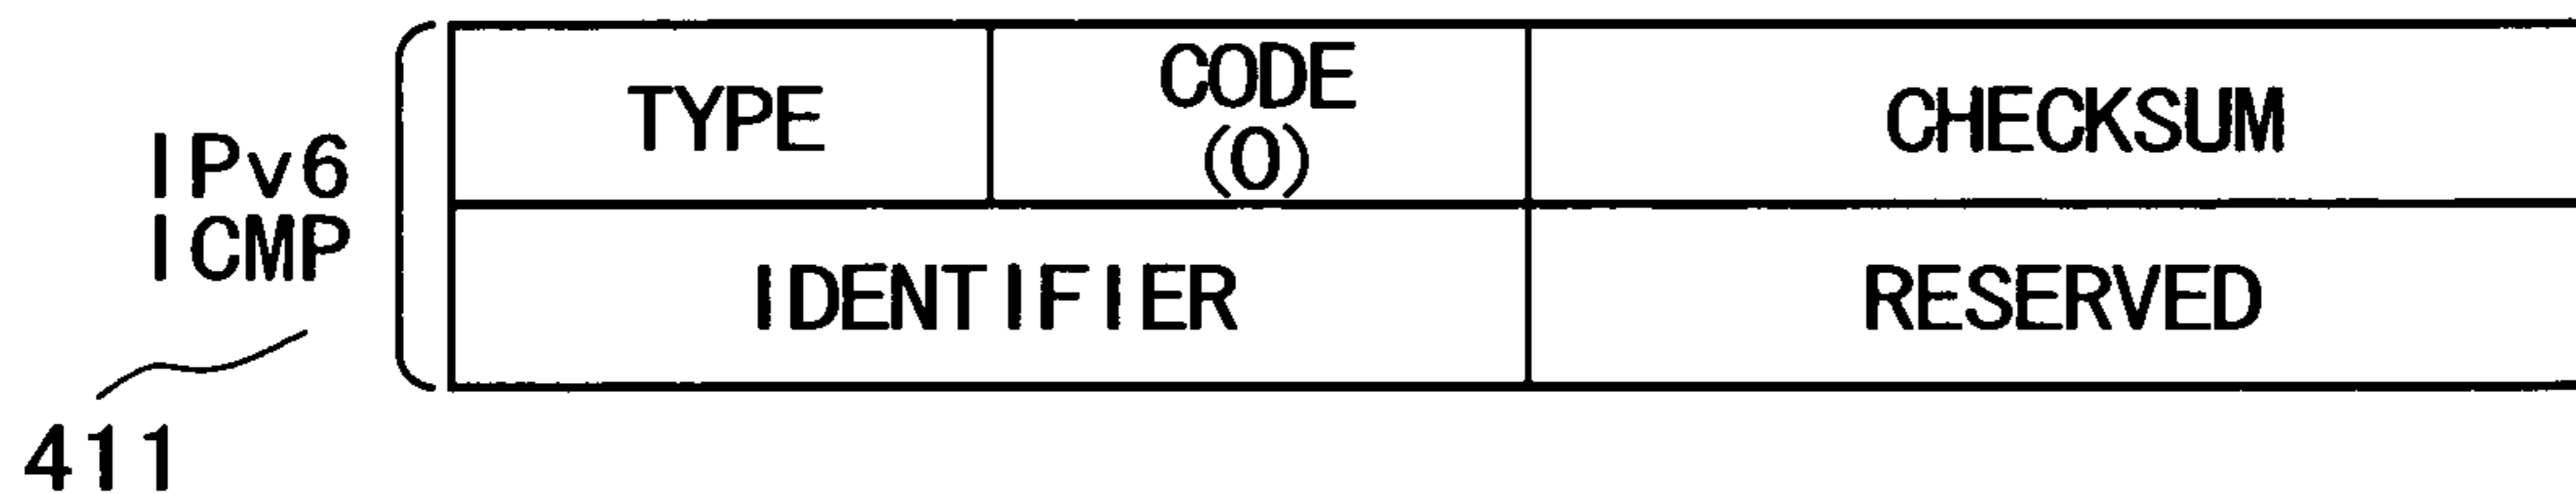 IPv6
ICMP
411
TYPE
CODE
(0)
CHECKSUM
IDENTIFIER
RESERVED